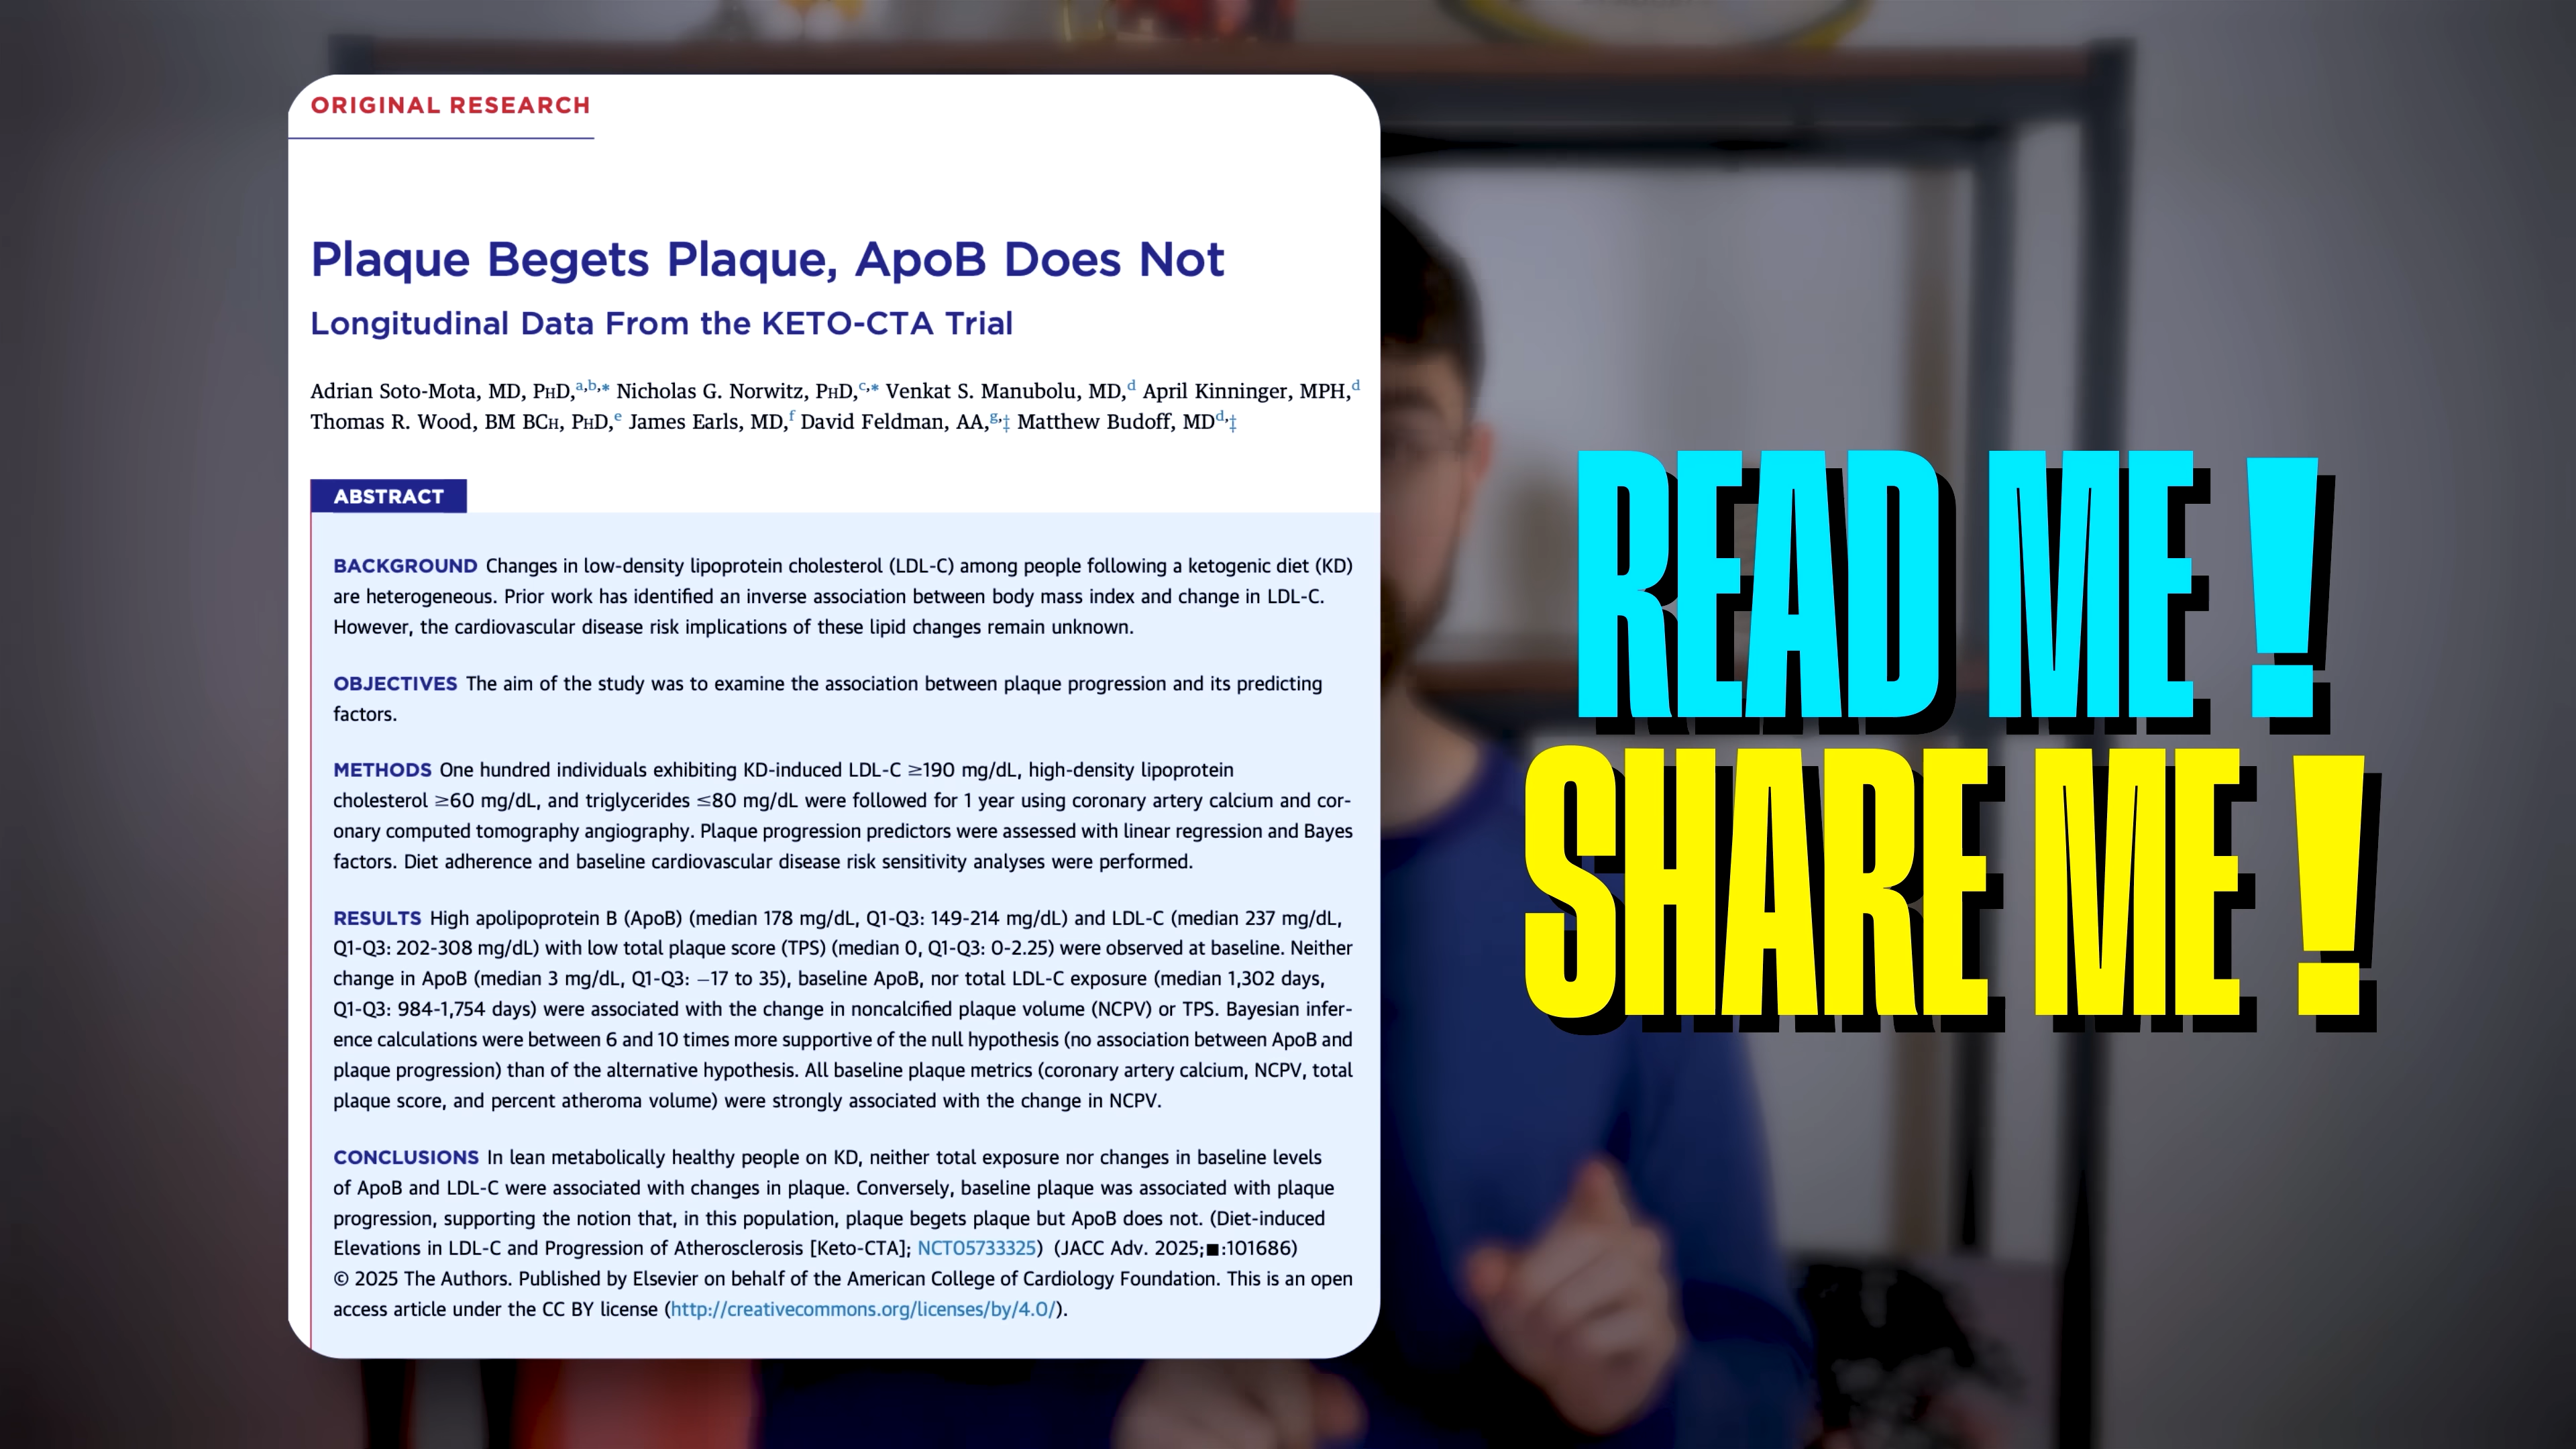 ORIGINAL RESEARCH
Plaque Begets Plaque, ApoB Does Not
Longitudinal Data From the KETO-CTA Trial
Adrian Soto-Mota, MD, PhD,a,b,* Nicholas G. Norwitz, PhD,c,* Venkat S. Manubolu, MD,d April Kinninger, MPH,d
Thomas R. Wood, BM BCh, PhD,e James Earls, MD,f David Feldman, AA,g,‡ Matthew Budoff, MDd,‡
ABSTRACT
BACKGROUND Changes in low-density lipoprotein cholesterol (LDL-C) among people following a ketogenic diet (KD)
are heterogeneous. Prior work has identified an inverse association between body mass index and change in LDL-C.
However, the cardiovascular disease risk implications of these lipid changes remain unknown.
OBJECTIVES The aim of the study was to examine the association between plaque progression and its predicting
factors.
METHODS One hundred individuals exhibiting KD-induced LDL-C ≥190 mg/dL, high-density lipoprotein
cholesterol ≥60 mg/dL, and triglycerides ≤80 mg/dL were followed for 1 year using coronary artery calcium and cor-
onary computed tomography angiography. Plaque progression predictors were assessed with linear regression and Bayes
factors. Diet adherence and baseline cardiovascular disease risk sensitivity analyses were performed.
RESULTS High apolipoprotein B (ApoB) (median 178 mg/dL, Q1-Q3: 149-214 mg/dL) and LDL-C (median 237 mg/dL,
Q1-Q3: 202-308 mg/dL) with low total plaque score (TPS) (median 0, Q1-Q3: 0-2.25) were observed at baseline. Neither
change in ApoB (median 3 mg/dL, Q1-Q3: −17 to 35), baseline ApoB, nor total LDL-C exposure (median 1,302 days,
Q1-Q3: 984-1,754 days) were associated with the change in noncalcified plaque volume (NCPV) or TPS. Bayesian infer-
ence calculations were between 6 and 10 times more supportive of the null hypothesis (no association between ApoB and
plaque progression) than of the alternative hypothesis. All baseline plaque metrics (coronary artery calcium, NCPV, total
plaque score, and percent atheroma volume) were strongly associated with the change in NCPV.
CONCLUSIONS In lean metabolically healthy people on KD, neither total exposure nor changes in baseline levels
of ApoB and LDL-C were associated with changes in plaque. Conversely, baseline plaque was associated with plaque
progression, supporting the notion that, in this population, plaque begets plaque but ApoB does not. (Diet-induced
Elevations in LDL-C and Progression of Atherosclerosis [Keto-CTA]; NCT05733325) (JACC Adv. 2025;■:101686)
© 2025 The Authors. Published by Elsevier on behalf of the American College of Cardiology Foundation. This is an open
access article under the CC BY license (http://creativecommons.org/licenses/by/4.0/).
READ ME !
SHARE ME !